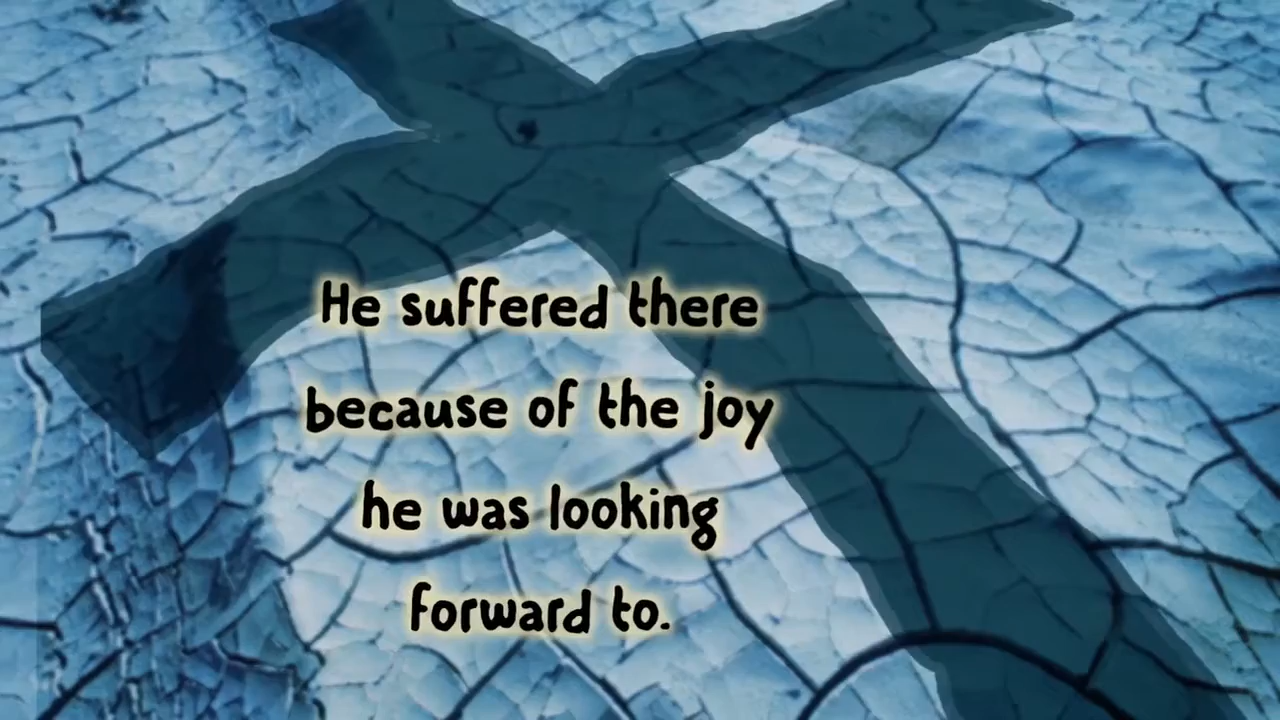 He suffered there
because of the joy
he was looking
forward to.